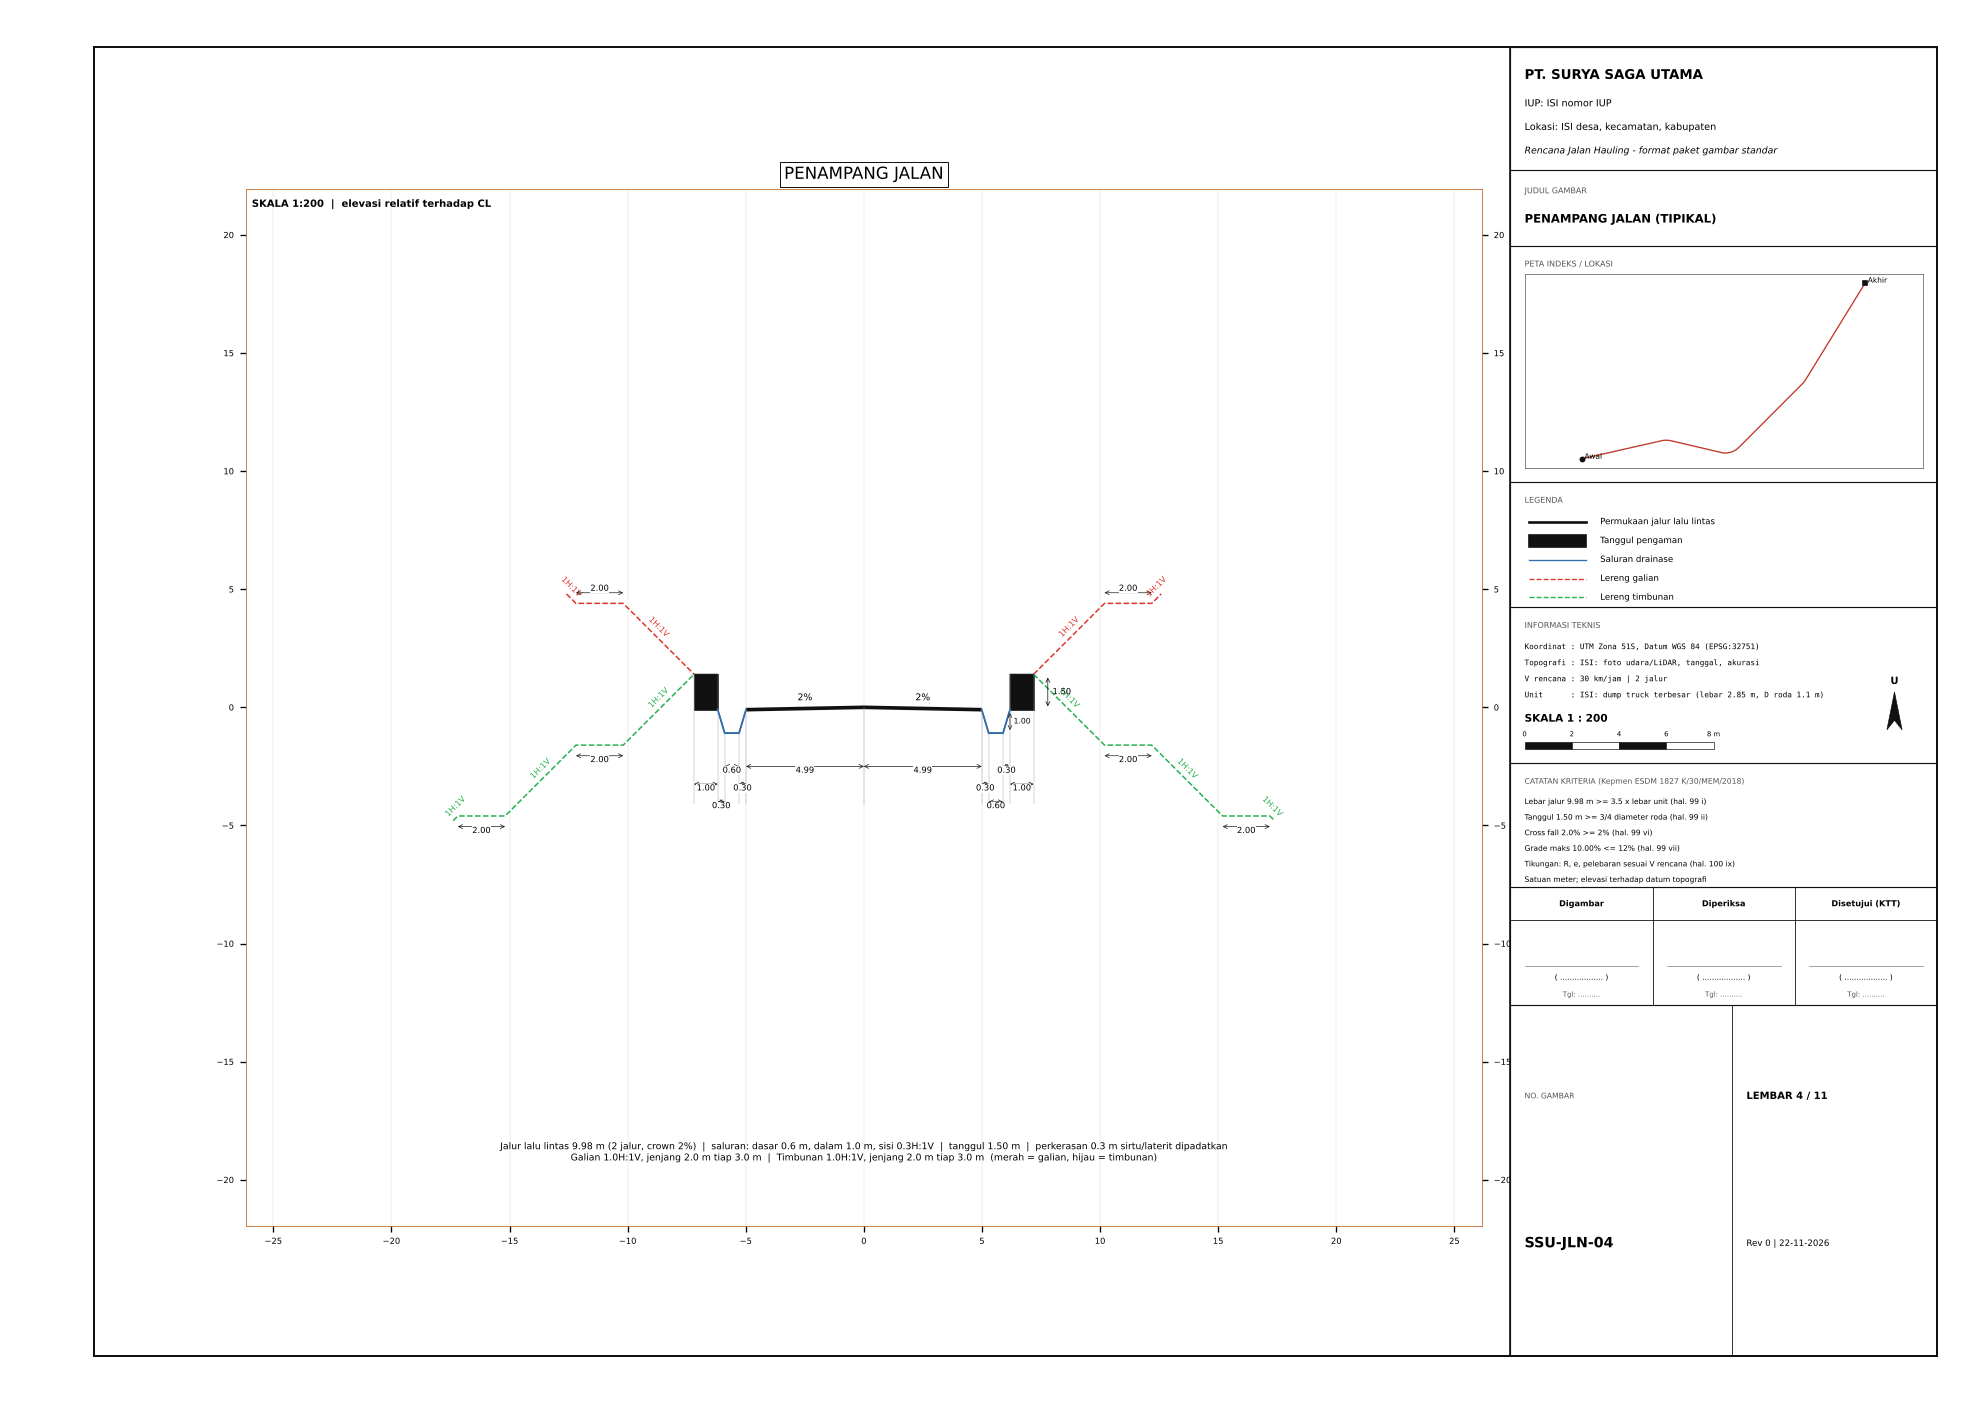 PENAMPANG JALAN
SKALA 1:200 | elevasi relatif terhadap CL
20
15
10
5
0
−5
−10
−15
−20
20
15
10
5
0
−5
−10
−15
−20
1H:1V
2.00
2.00
1H:1V
1H:1V
1H:1V
1H:1V
2%
2%
1.50
1H:1V
1.00
1H:1V
2.00
2.00
1H:1V
0.60
4.99
4.99
0.30
1.00
0.30
0.30
1.00
0.30
0.60
1H:1V
2.00
2.00
1H:1V
Jalur lalu lintas 9.98 m (2 jalur, crown 2%) | saluran: dasar 0.6 m, dalam 1.0 m, sisi 0.3H:1V | tanggul 1.50 m | perkerasan 0.3 m sirtu/laterit dipadatkan
Galian 1.0H:1V, jenjang 2.0 m tiap 3.0 m | Timbunan 1.0H:1V, jenjang 2.0 m tiap 3.0 m (merah = galian, hijau = timbunan)
−25
−20
−15
−10
−5
0
5
10
15
20
25
PT. SURYA SAGA UTAMA
IUP: ISI nomor IUP
Lokasi: ISI desa, kecamatan, kabupaten
Rencana Jalan Hauling - format paket gambar standar
JUDUL GAMBAR
PENAMPANG JALAN (TIPIKAL)
PETA INDEKS / LOKASI
Akhir
Awal
LEGENDA
Permukaan jalur lalu lintas
Tanggul pengaman
Saluran drainase
Lereng galian
Lereng timbunan
INFORMASI TEKNIS
Koordinat : UTM Zona 51S, Datum WGS 84 (EPSG:32751)
Topografi : ISI: foto udara/LiDAR, tanggal, akurasi
V rencana : 30 km/jam | 2 jalur
Unit : ISI: dump truck terbesar (lebar 2.85 m, D roda 1.1 m)
U
SKALA 1 : 200
0 2 4 6 8 m
CATATAN KRITERIA (Kepmen ESDM 1827 K/30/MEM/2018)
Lebar jalur 9.98 m >= 3.5 x lebar unit (hal. 99 i)
Tanggul 1.50 m >= 3/4 diameter roda (hal. 99 ii)
Cross fall 2.0% >= 2% (hal. 99 vi)
Grade maks 10.00% <= 12% (hal. 99 vii)
Tikungan: R, e, pelebaran sesuai V rencana (hal. 100 ix)
Satuan meter; elevasi terhadap datum topografi
Digambar Diperiksa Disetujui (KTT)
( .................. ) ( .................. ) ( .................. )
Tgl: .......... Tgl: .......... Tgl: ..........
NO. GAMBAR
LEMBAR 4 / 11
SSU-JLN-04
Rev 0 | 22-11-2026